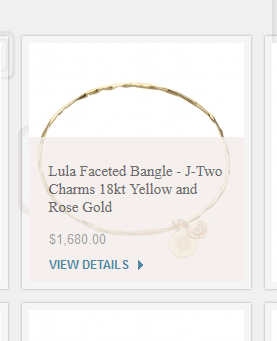 Lula Faceted Bangle - J-Two
Charms 18kt Yellow and
Rose Gold
$1,680.00
VIEW DETAILS